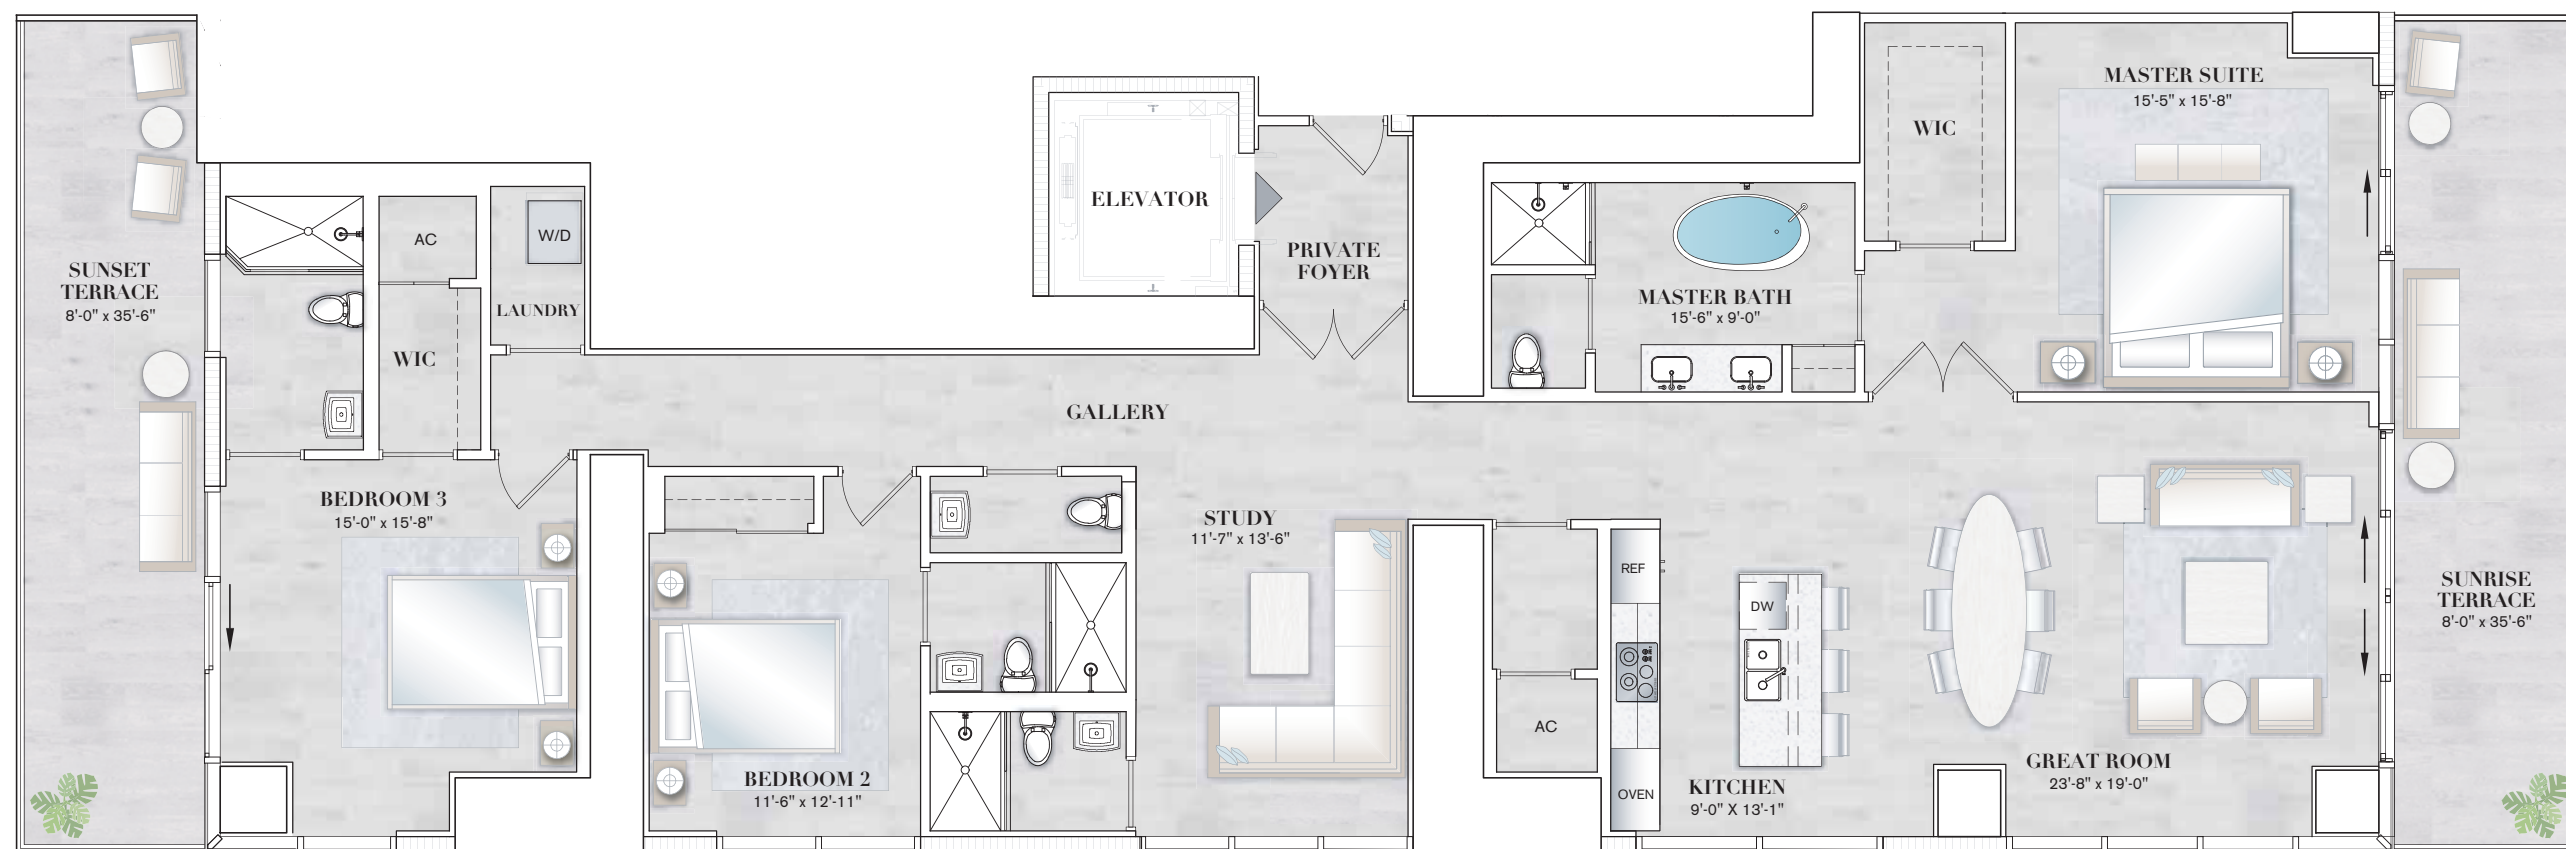 SUNSET
TERRACE
8'-0" x 35'-6"
AC
W/D
LAUNDRY
WIC
BEDROOM 3
15'-0" x 15'-8"
ELEVATOR
PRIVATE
FOYER
GALLERY
BEDROOM 2
11'-6" x 12'-11"
STUDY
11'-7" x 13'-6"
MASTER BATH
15'-6" x 9'-0"
WIC
MASTER SUITE
15'-5" x 15'-8"
AC
REF
OVEN
DW
KITCHEN
9'-0" X 13'-1"
GREAT ROOM
23'-8" x 19'-0"
SUNRISE
TERRACE
8'-0" x 35'-6"